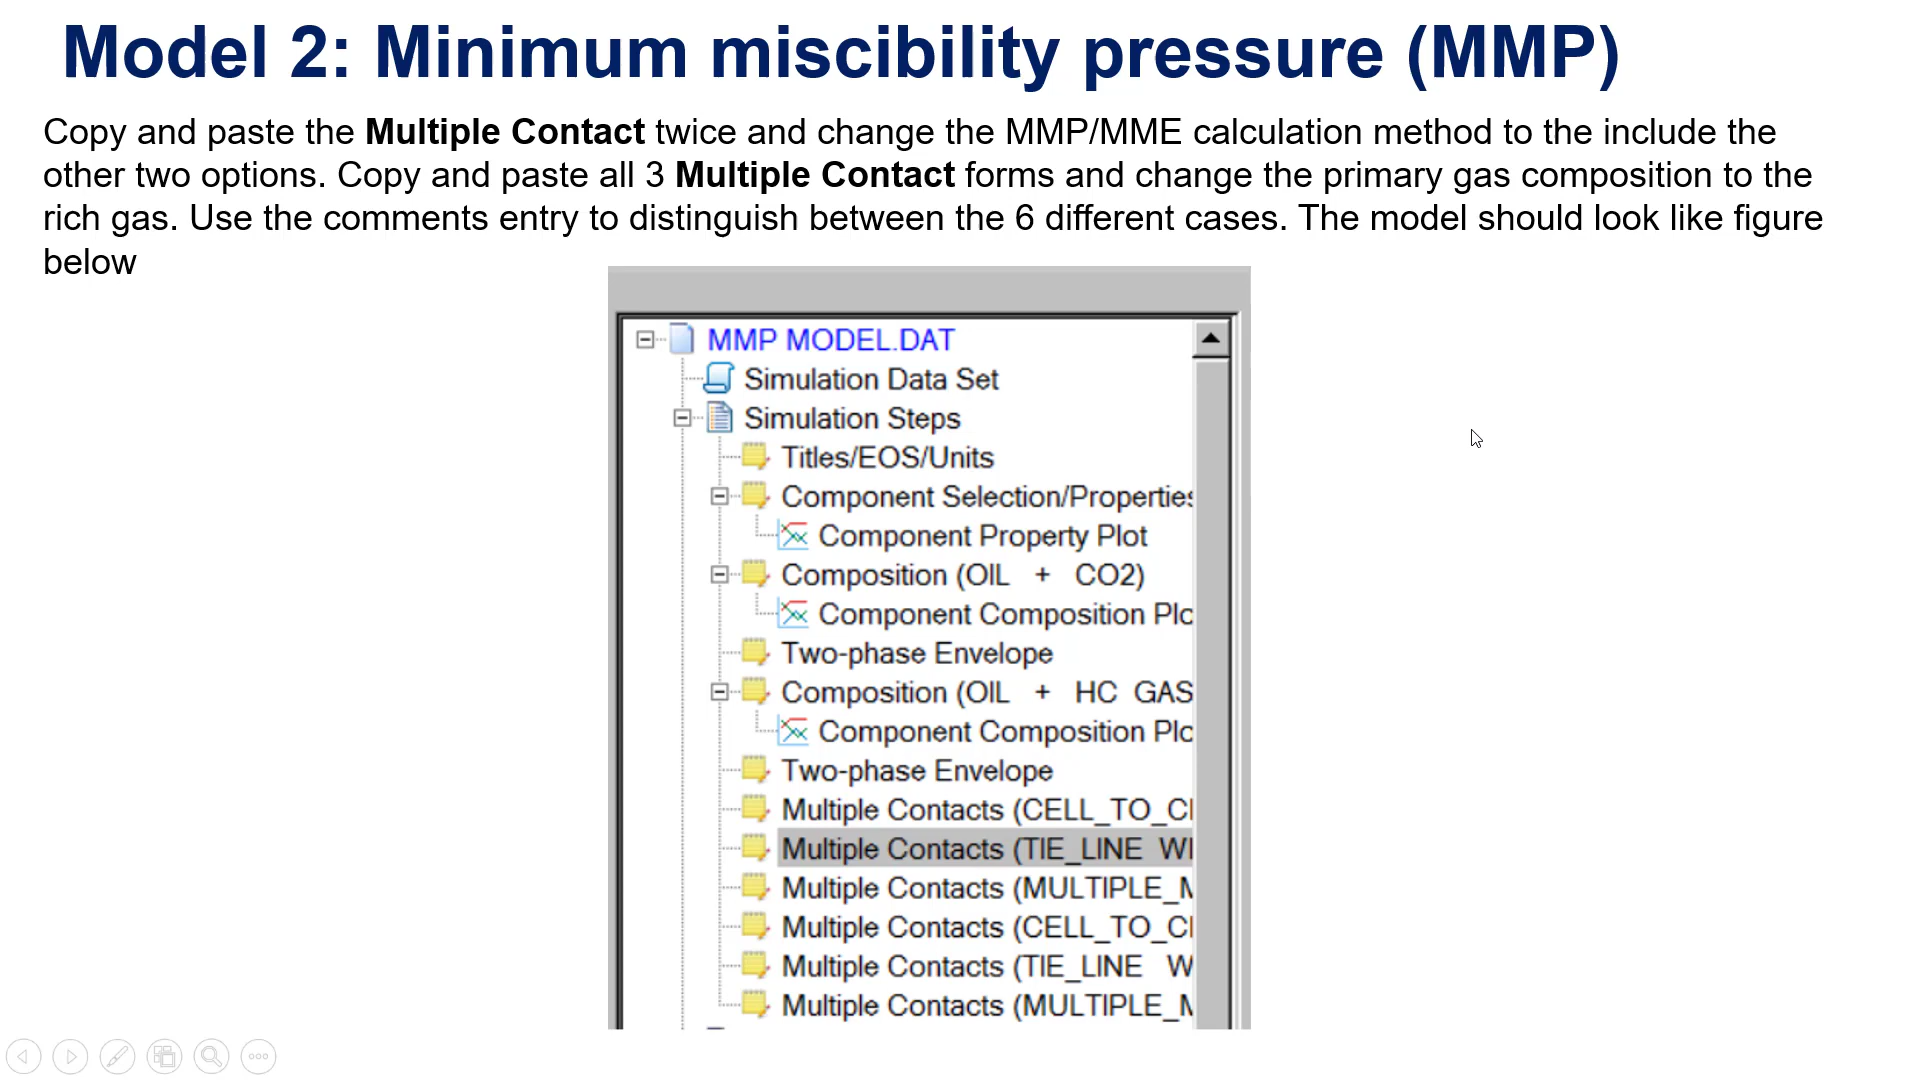 Model 2: Minimum miscibility pressure (MMP)
Copy and paste the Multiple Contact twice and change the MMP/MME calculation method to the include the
other two options. Copy and paste all 3 Multiple Contact forms and change the primary gas composition to the
rich gas. Use the comments entry to distinguish between the 6 different cases. The model should look like figure
below
MMP MODEL.DAT
Simulation Data Set
Simulation Steps
Titles/EOS/Units
Component Selection/Properties
Component Property Plot
Composition (OIL + CO2)
Component Composition Plo
Two-phase Envelope
Composition (OIL + HC GAS
Component Composition Plo
Two-phase Envelope
Multiple Contacts (CELL_TO_CE
Multiple Contacts (TIE_LINE WI
Multiple Contacts (MULTIPLE_M
Multiple Contacts (CELL_TO_CE
Multiple Contacts (TIE_LINE W
Multiple Contacts (MULTIPLE_M